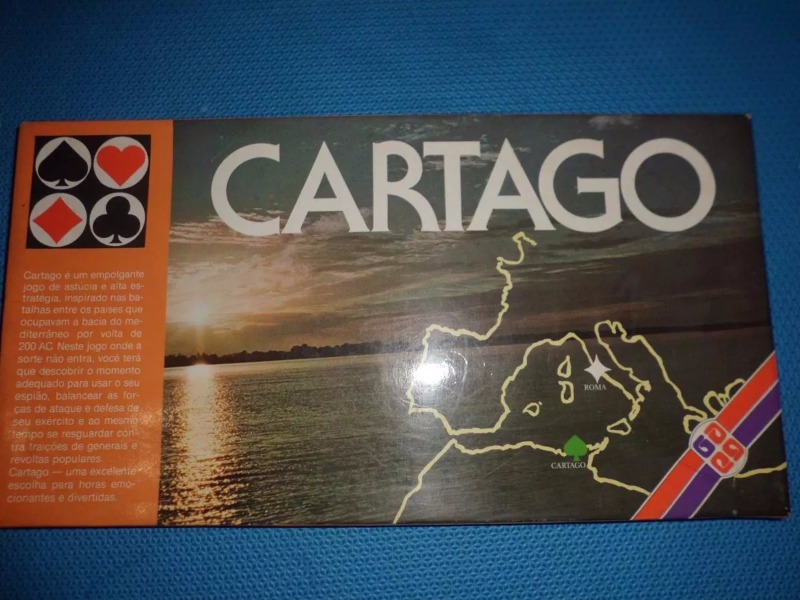 CARTAGO
Cartago é um empolgante
jogo de astúcia e alta es-
tratégia, inspirado nas ba-
talhas entre os países que
ocupavam a bacia do me-
diterrâneo por volta de
200 AC. Neste jogo onde a
sorte não entra, você terá
que descobrir o momento
adequado para usar o seu
espião, balancear as for-
ças de ataque e defesa de
seu exército e ao mesmo
tempo se resguardar con-
tra traições de generais e
revoltas populares.
Cartago — uma excelente
escolha para horas emo-
cionantes e divertidas.
ROMA
CARTAGO